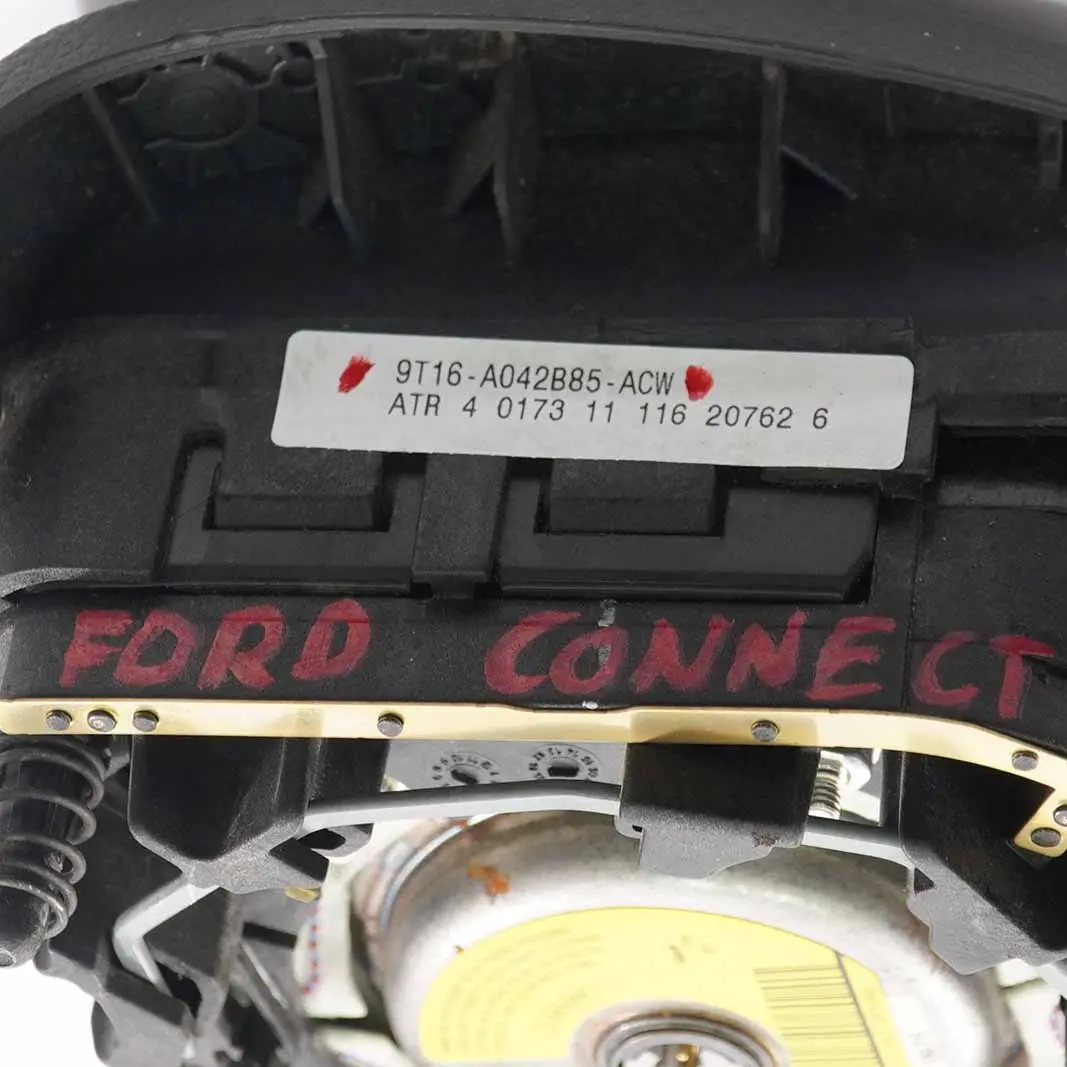 9T16-A042B85-ACW
ATR 4 0173 11 116 20762 6
FORD CONNECT